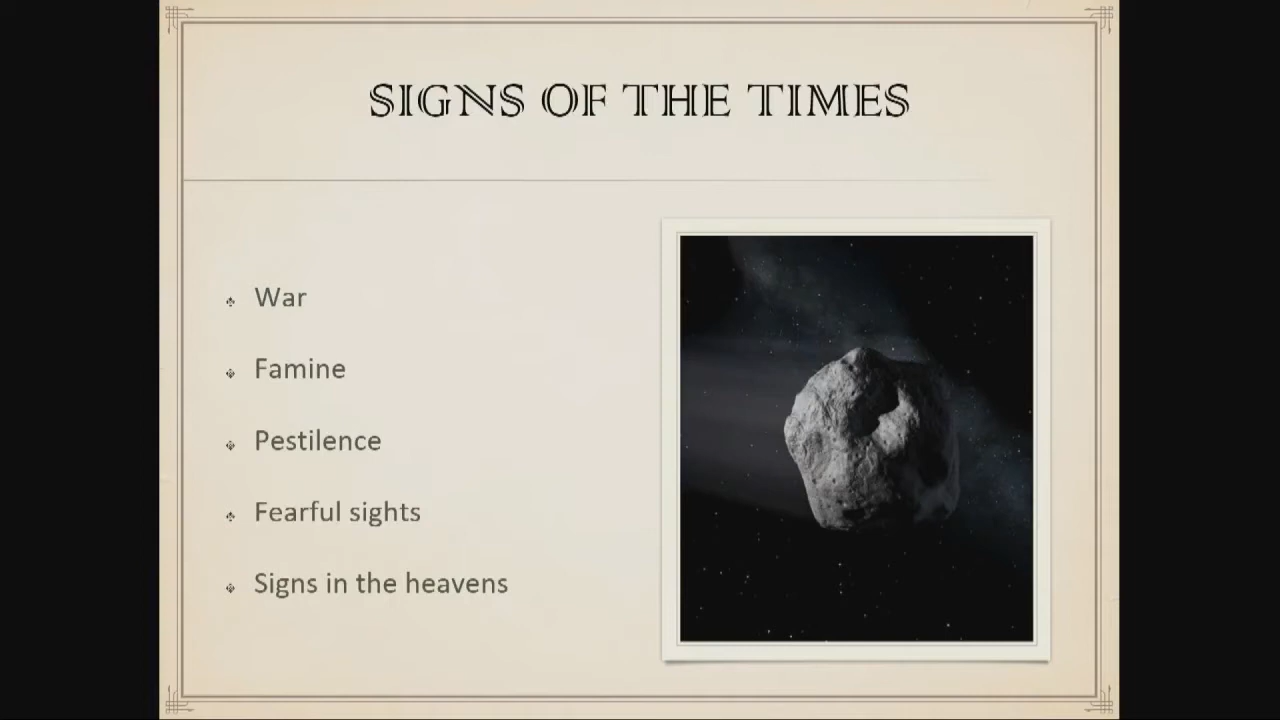 SIGNS OF THE TIMES
War
Famine
Pestilence
Fearful sights
Signs in the heavens